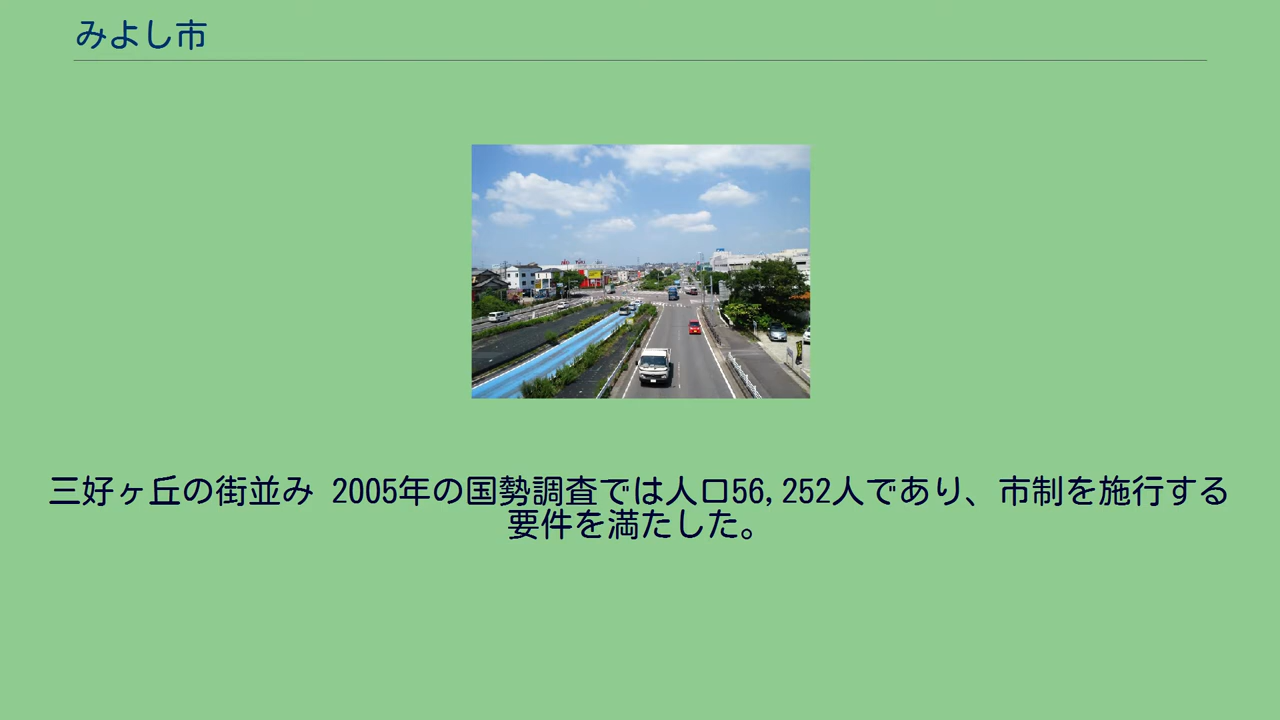 みよし市
三好ヶ丘の街並み 2005年の国勢調査では人口56,252人であり、市制を施行する
要件を満たした。